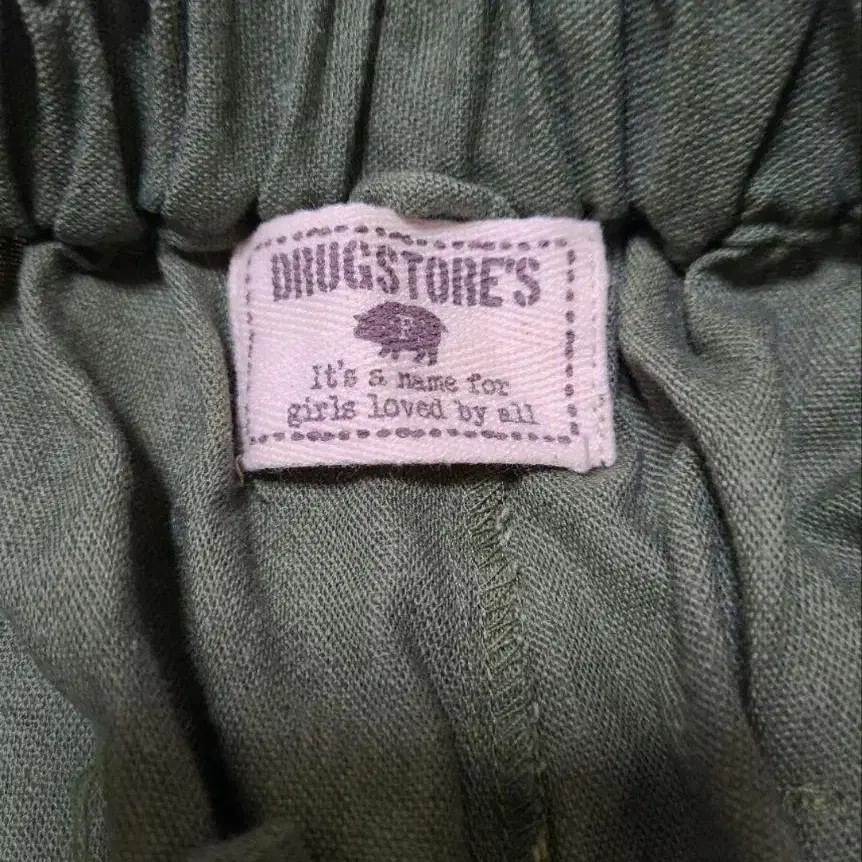 DRUGSTORE'S
It's a name for
girls loved by all